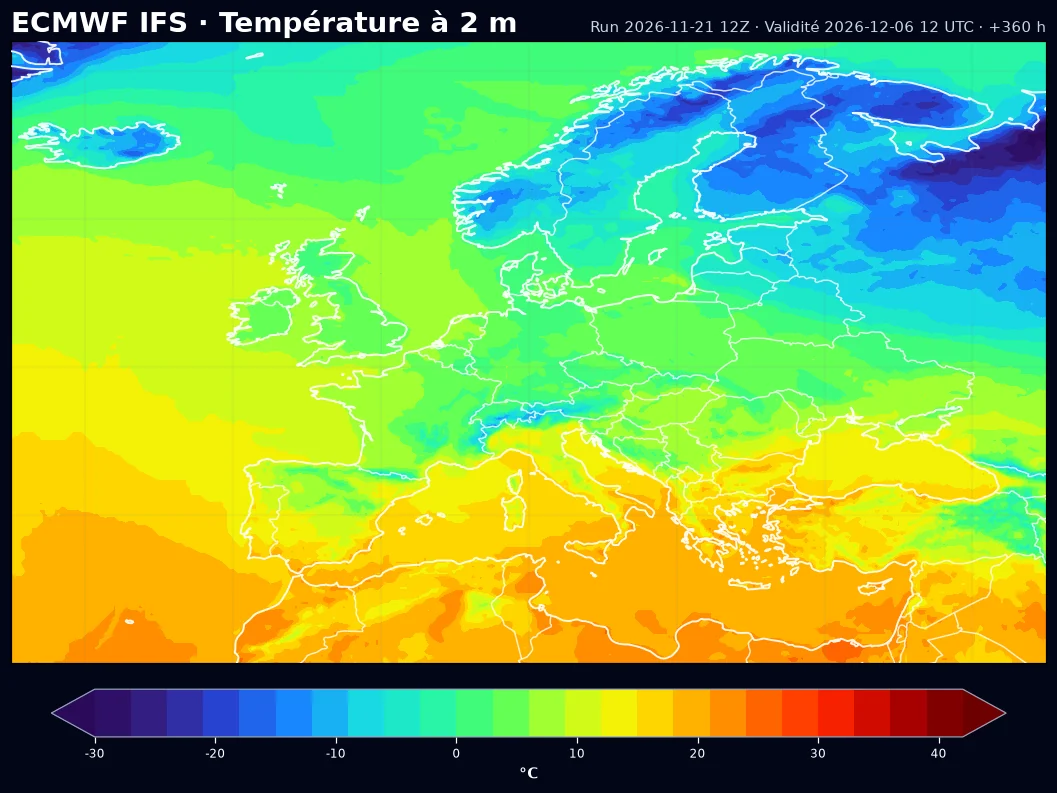 ECMWF IFS · Température à 2 m
Run 2026-11-21 12Z · Validité 2026-12-06 12 UTC · +360 h
-30 -20 -10 0 10 20 30 40
°C